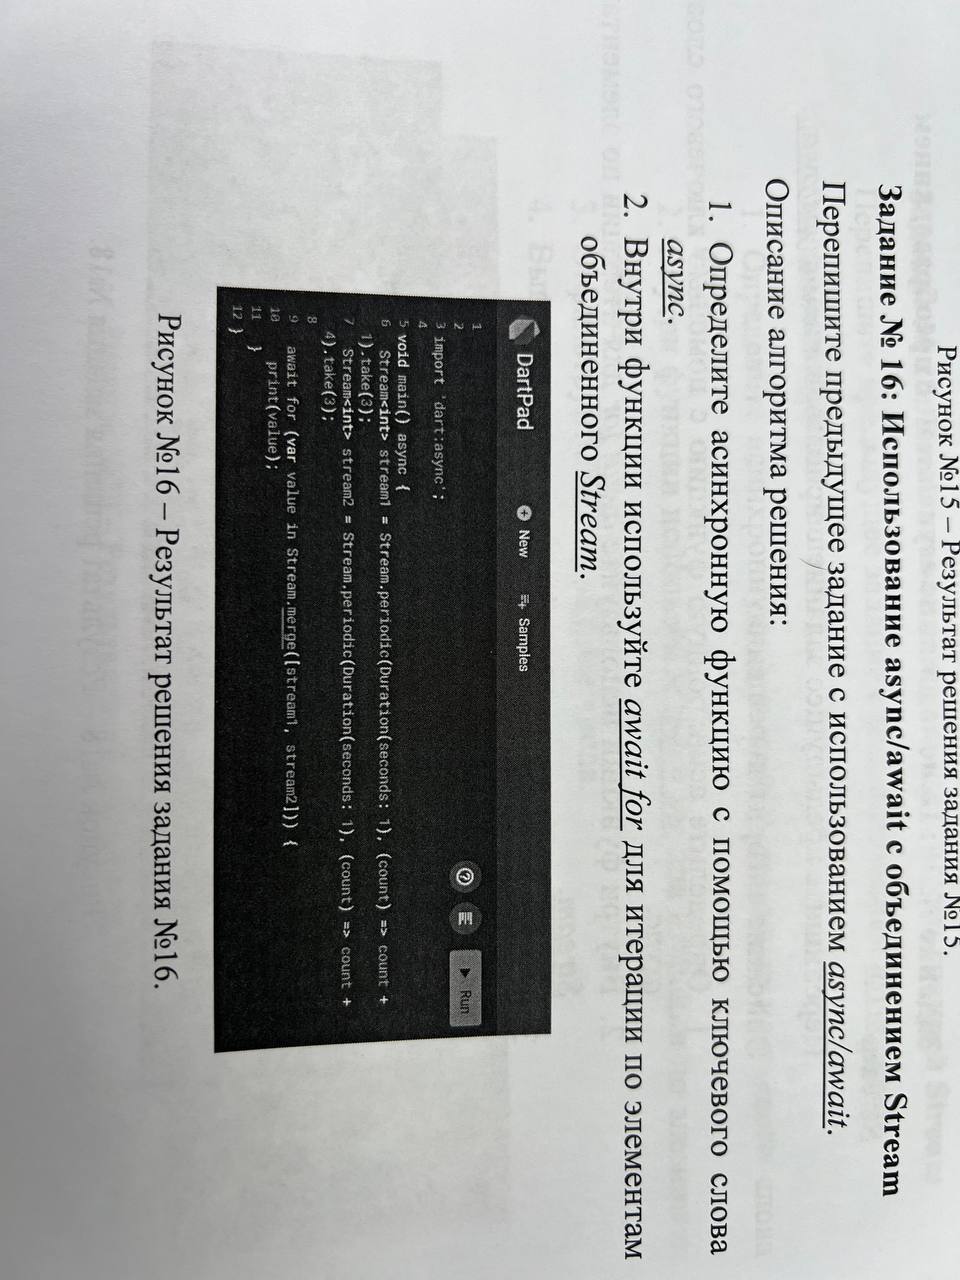 Рисунок №15 – Результат решения задания №15.
Задание № 16: Использование async/await с объединением Stream
Перепишите предыдущее задание с использованием async/await.
Описание алгоритма решения:
1. Определите асинхронную функцию с помощью ключевого слова
async.
2. Внутри функции используйте await for для итерации по элементам
объединенного Stream.
DartPad New Samples
1
2
Run
3 import 'dart:async';
4
5 void main() async {
6 Stream<int> stream1 = Stream.periodic(Duration(seconds: 1), (count) => count +
1).take(3);
7 Stream<int> stream2 = Stream.periodic(Duration(seconds: 1), (count) => count +
4).take(3);
8
9 await for (var value in Stream.merge([stream1, stream2])) {
10 print(value);
11 }
12 }
Рисунок №16 – Результат решения задания №16.